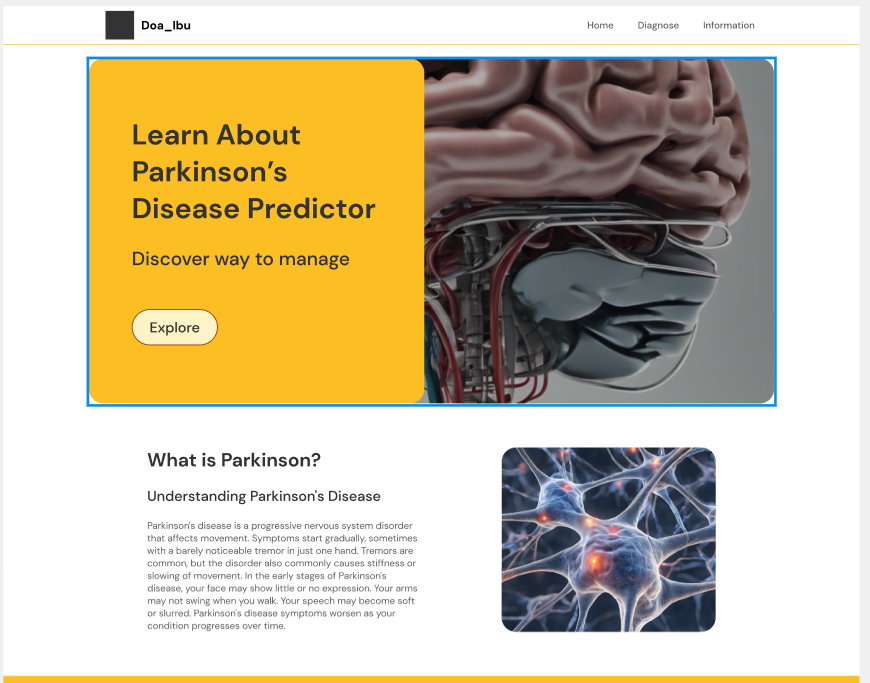 Doa_Ibu
Home Diagnose Information
Learn About
Parkinson’s
Disease Predictor
Discover way to manage
Explore
What is Parkinson?
Understanding Parkinson's Disease
Parkinson's disease is a progressive nervous system disorder
that affects movement. Symptoms start gradually, sometimes
with a barely noticeable tremor in just one hand. Tremors are
common, but the disorder also commonly causes stiffness or
slowing of movement. In the early stages of Parkinson's
disease, your face may show little or no expression. Your arms
may not swing when you walk. Your speech may become soft
or slurred. Parkinson's disease symptoms worsen as your
condition progresses over time.